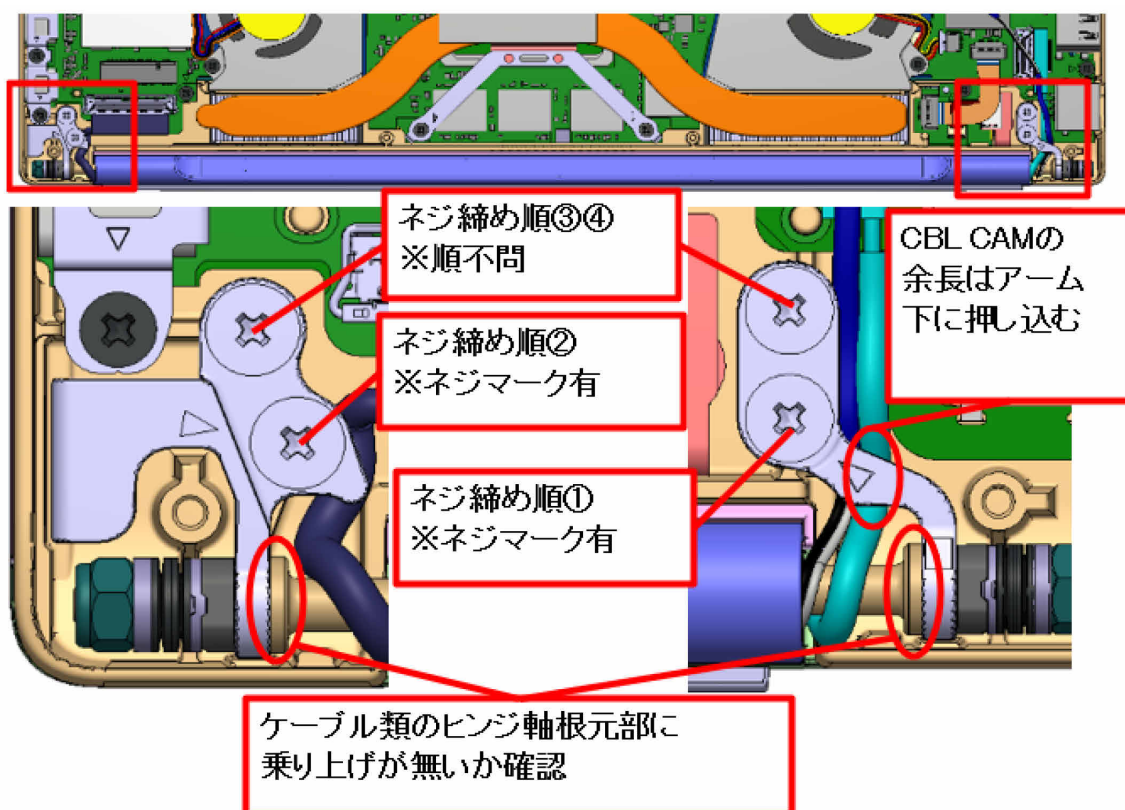 ネジ締め順③④
※順不問
CBL CAMの
余長はアーム
下に押し込む
ネジ締め順②
※ネジマーク有
ネジ締め順①
※ネジマーク有
ケーブル類のヒンジ軸根元部に
乗り上げが無いか確認